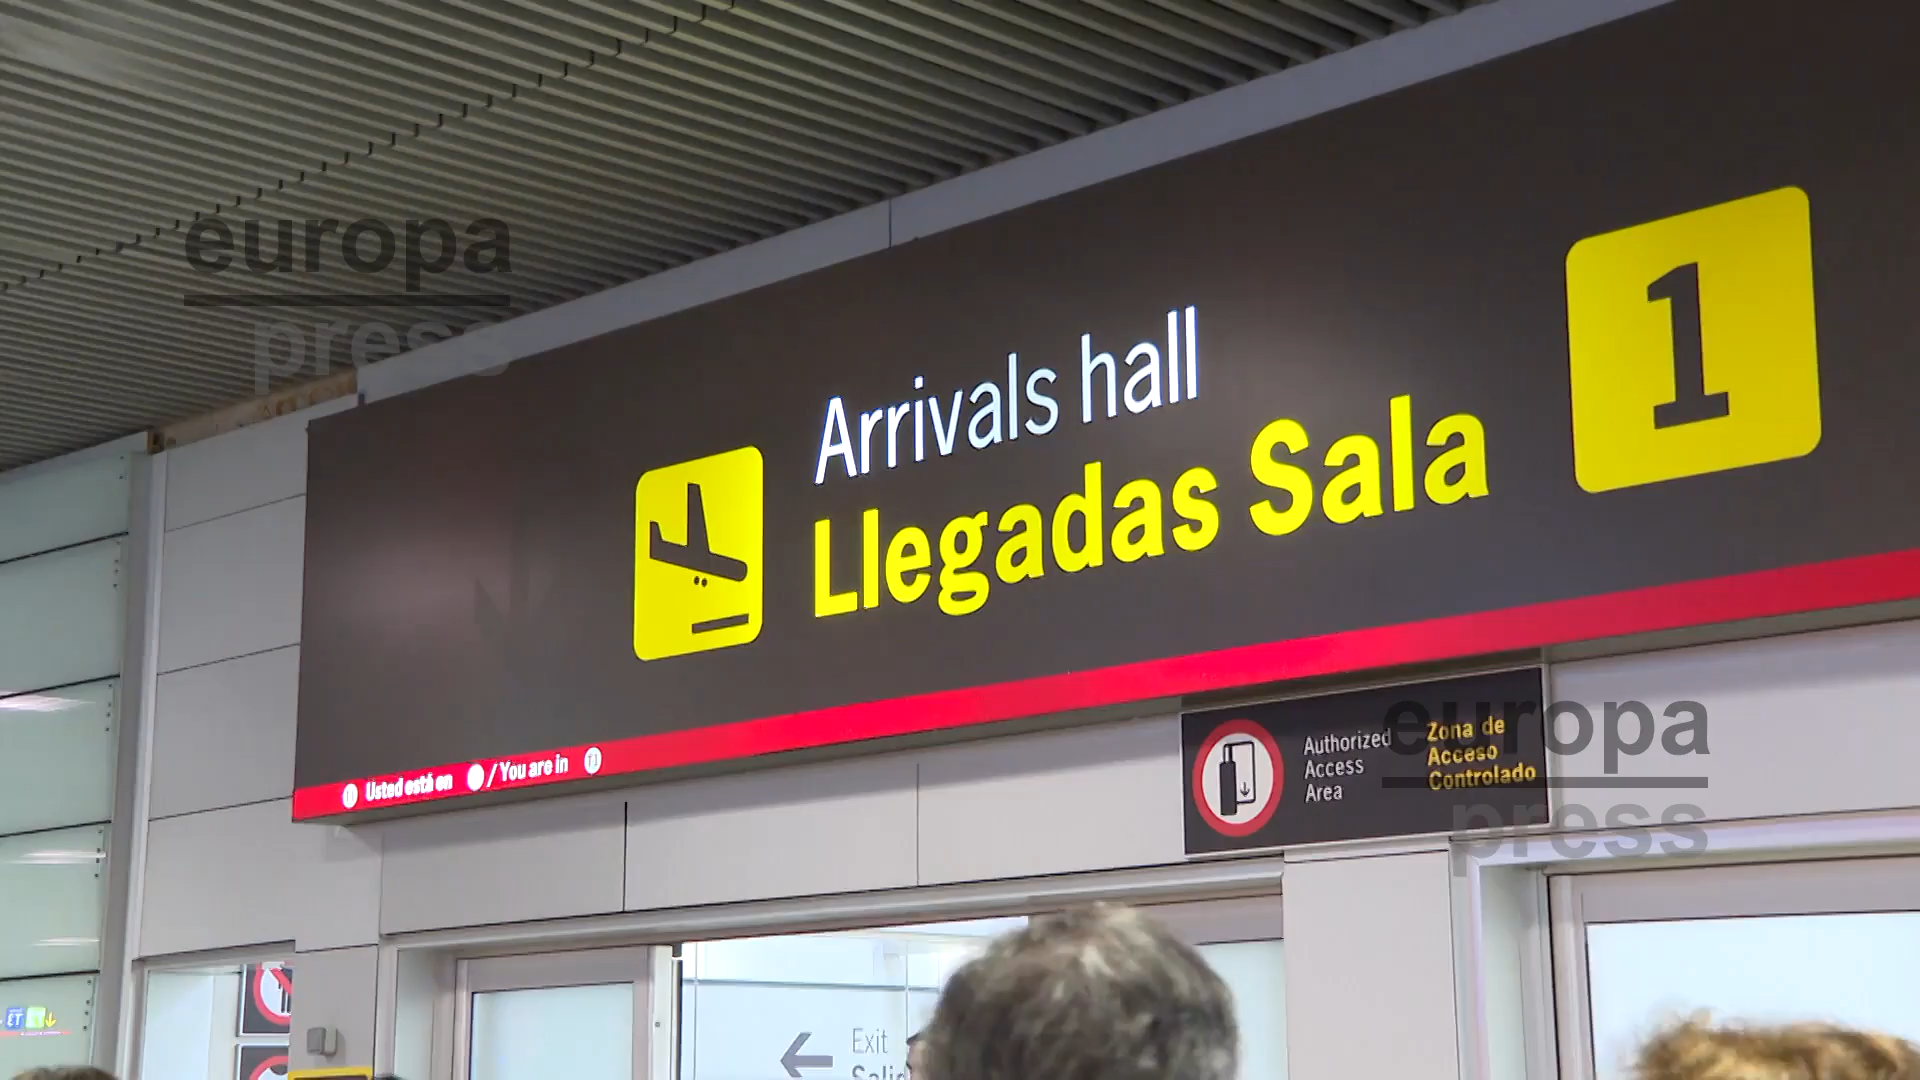 europa
press
Arrivals hall
Llegadas Sala
1
Usted está en / You are in T1
Authorized
Access
Area
Zona de
Acceso
Controlado
europa
press
Exit